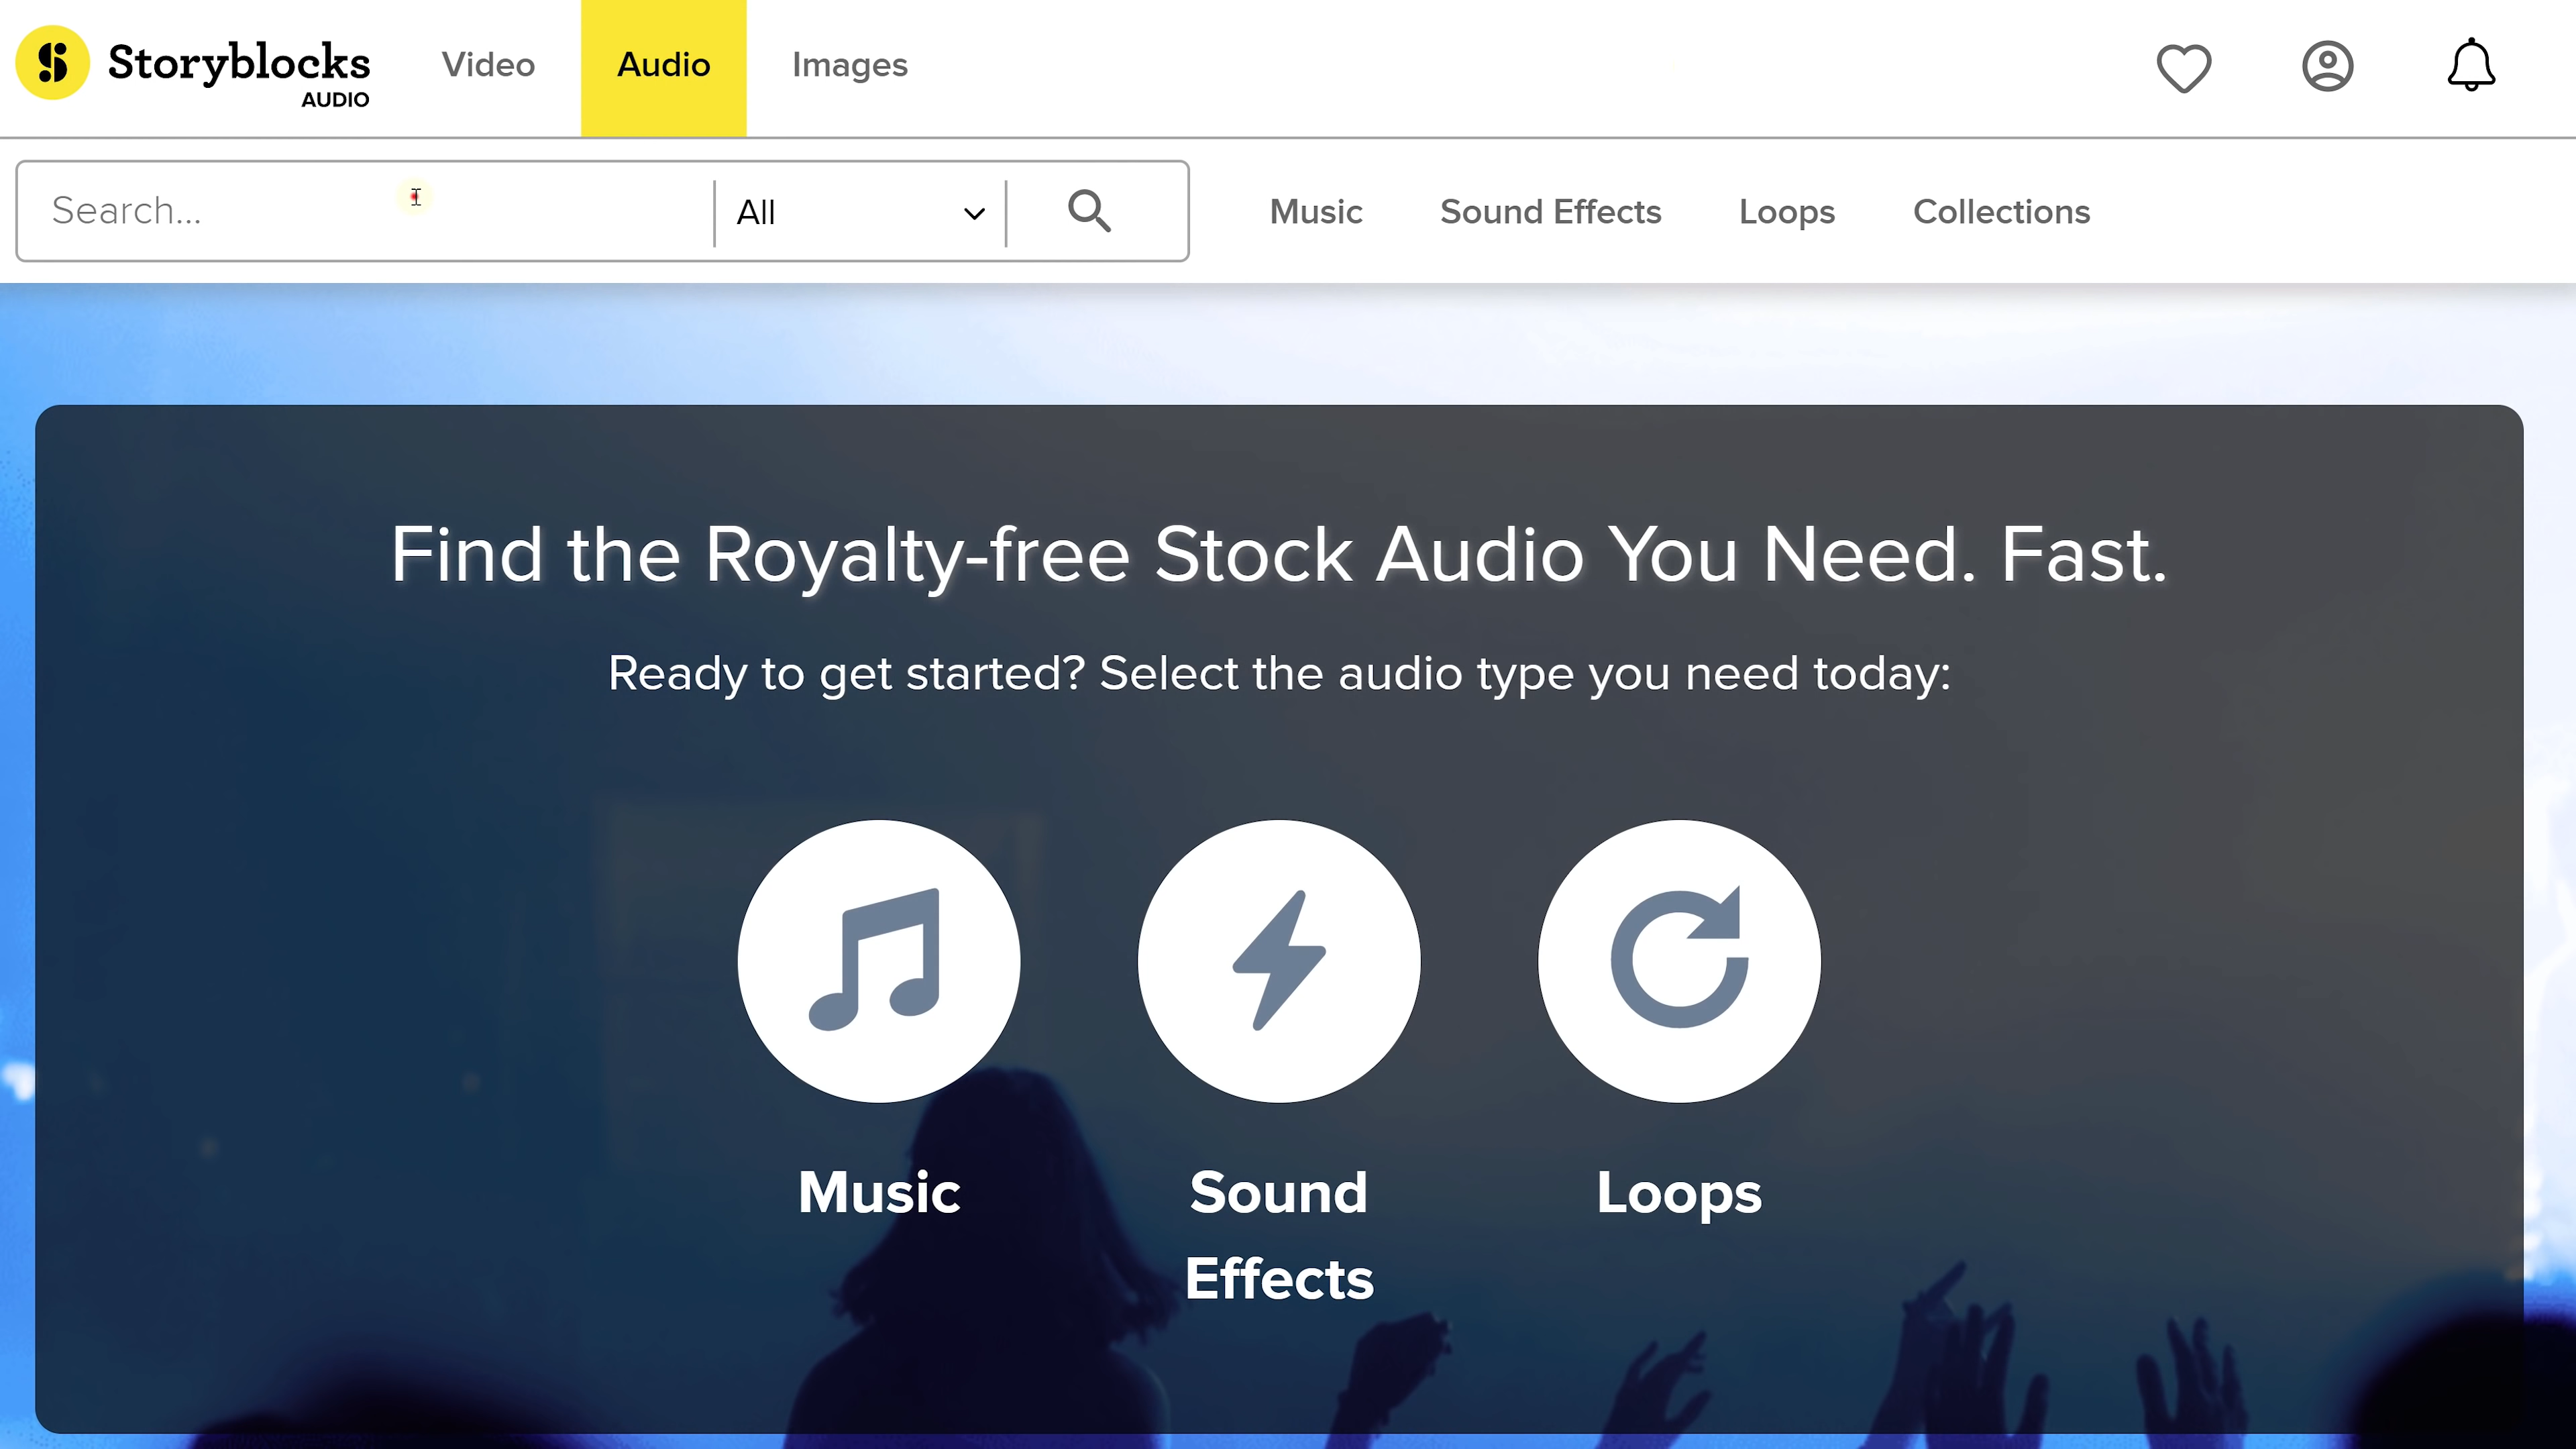 Storyblocks
AUDIO
Video
Audio
Images
Search...
All
Music
Sound Effects
Loops
Collections
Find the Royalty-free Stock Audio You Need. Fast.
Ready to get started? Select the audio type you need today:
Music
Sound
Effects
Loops